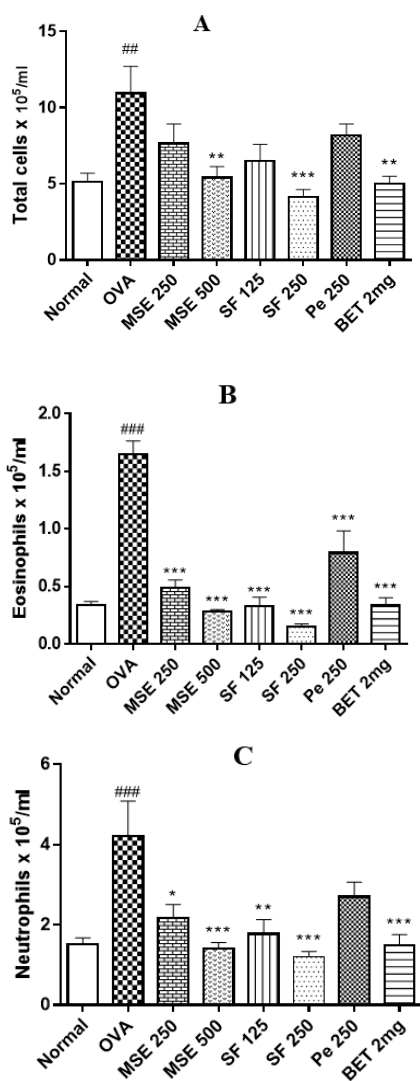 A
Total cells x 10⁵/ml
15
10
5
0
##
**
***
**
Normal
OVA
MSE 250
MSE 500
SF 125
SF 250
Pe 250
BET 2mg
B
Eosinophils x 10⁵/ml
2.0
1.5
1.0
0.5
0.0
###
***
***
***
***
***
***
Normal
OVA
MSE 250
MSE 500
SF 125
SF 250
Pe 250
BET 2mg
C
Neutrophils x 10⁵/ml
6
4
2
0
###
*
***
**
***
***
Normal
OVA
MSE 250
MSE 500
SF 125
SF 250
Pe 250
BET 2mg